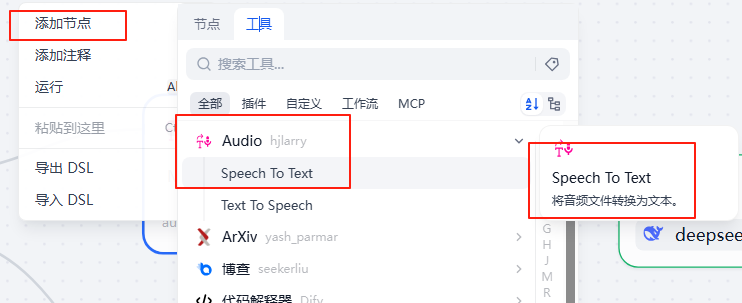 添加节点
添加注释
运行
粘贴到这里
导出 DSL
导入 DSL
节点 工具
搜索工具...
全部 插件 自定义 工作流 MCP
Audio hjlarry
Speech To Text
Text To Speech
ArXiv yash_parmar
博查 seekerliu
代码解释器 Dify
Speech To Text
将音频文件转换为文本。
G
H
J
M
R
deepsee